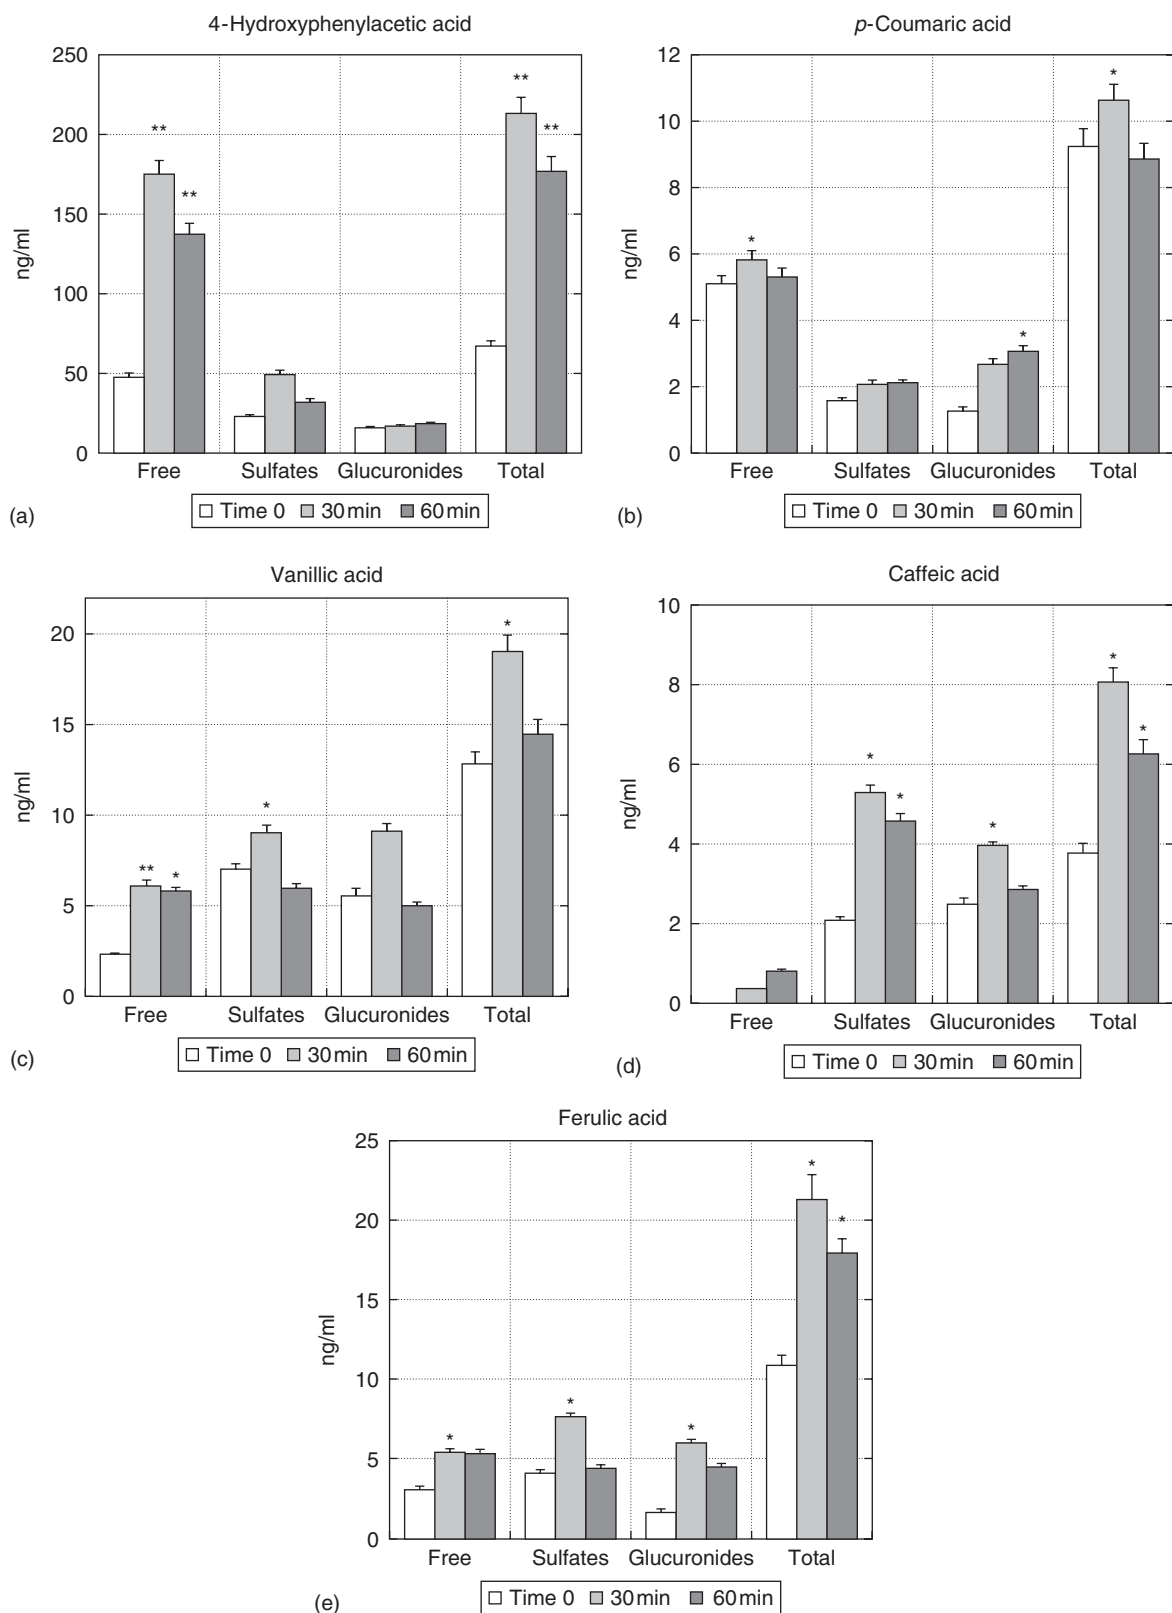 4-Hydroxyphenylacetic acid
250
200
150
100
50
0
ng/ml
** ** ** **
Free Sulfates Glucuronides Total
(a)
Time 0 30 min 60 min
p-Coumaric acid
12
10
8
6
4
2
0
ng/ml
* * *
Free Sulfates Glucuronides Total
(b)
Time 0 30 min 60 min
Vanillic acid
20
15
10
5
0
ng/ml
** * * *
Free Sulfates Glucuronides Total
(c)
Time 0 30 min 60 min
Caffeic acid
10
8
6
4
2
0
ng/ml
* * * * *
Free Sulfates Glucuronides Total
(d)
Time 0 30 min 60 min
Ferulic acid
25
20
15
10
5
0
ng/ml
* * * * *
Free Sulfates Glucuronides Total
(e)
Time 0 30 min 60 min